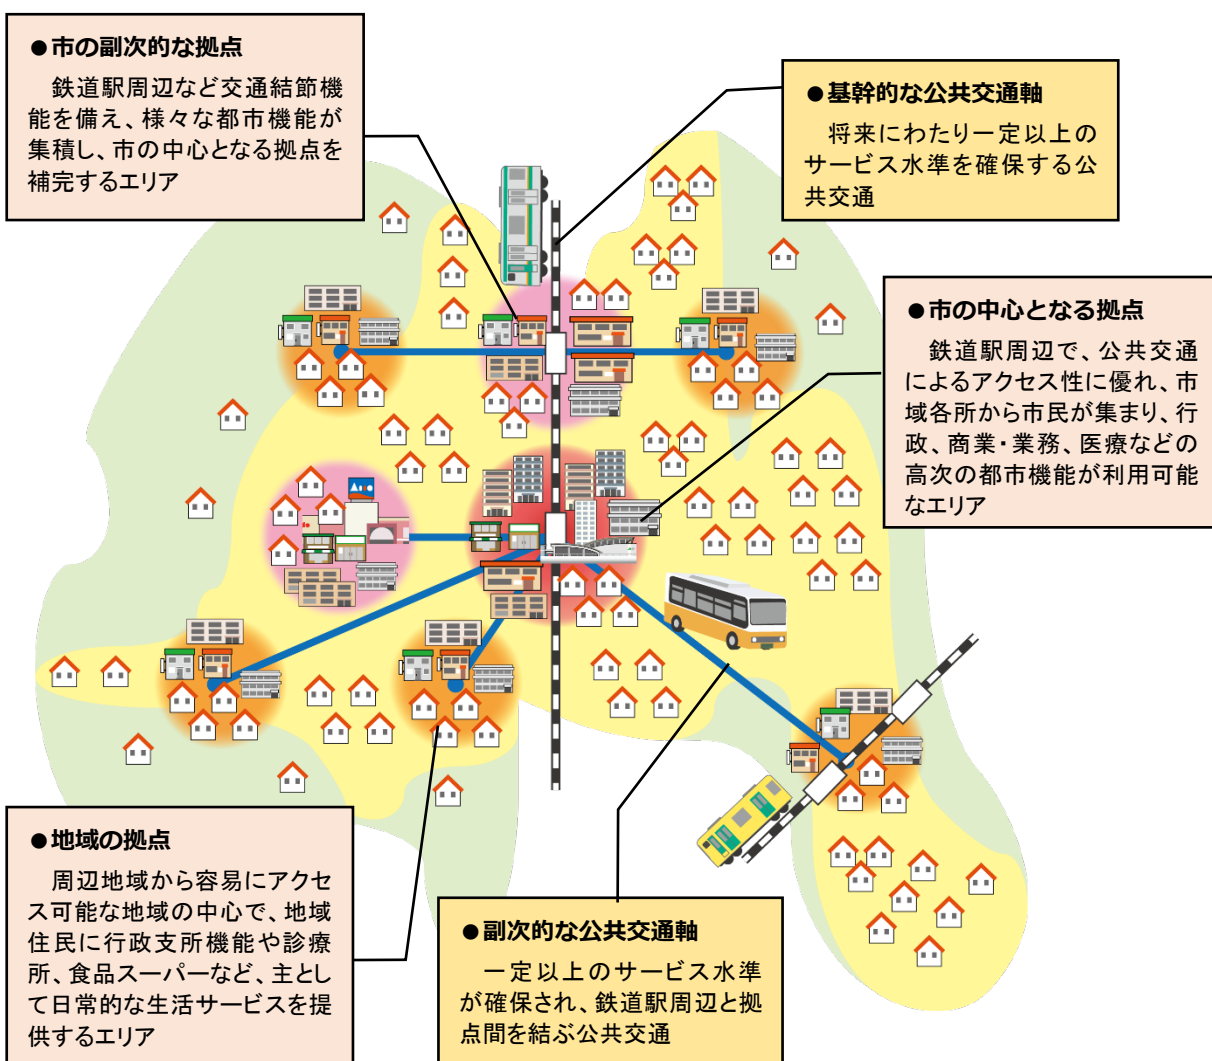 ●市の副次的な拠点
鉄道駅周辺など交通結節機
能を備え、様々な都市機能が
集積し、市の中心となる拠点を
補完するエリア
●基幹的な公共交通軸
将来にわたり一定以上の
サービス水準を確保する公
共交通
●市の中心となる拠点
鉄道駅周辺で、公共交通
によるアクセス性に優れ、市
域各所から市民が集まり、行
政、商業・業務、医療などの
高次の都市機能が利用可能
なエリア
●地域の拠点
周辺地域から容易にアクセ
ス可能な地域の中心で、地域
住民に行政支所機能や診療
所、食品スーパーなど、主とし
て日常的な生活サービスを提
供するエリア
●副次的な公共交通軸
一定以上のサービス水準
が確保され、鉄道駅周辺と拠
点間を結ぶ公共交通